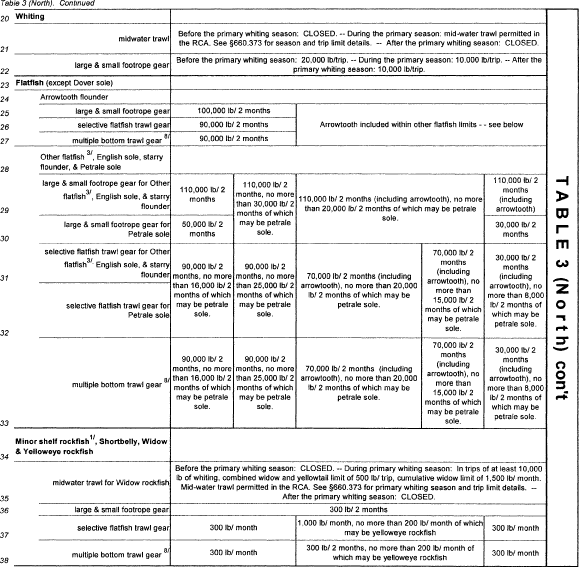 Table 3 (North). Continued
20 Whiting
midwater trawl
Before the primary whiting season: CLOSED. -- During the primary season: mid-water trawl permitted in
the RCA. See §660.373 for season and trip limit details. -- After the primary whiting season: CLOSED.
21
large & small footrope gear
Before the primary whiting season: 20,000 lb/trip. -- During the primary season: 10,000 lb/trip. -- After the
primary whiting season: 10,000 lb/trip.
22
23 Flatfish (except Dover sole)
24 Arrowtooth flounder
25 large & small footrope gear 100,000 lb/ 2 months
26 selective flatfish trawl gear 90,000 lb/ 2 months
27 multiple bottom trawl gear 8/ 90,000 lb/ 2 months
Arrowtooth included within other flatfish limits - - see below
Other flatfish 3/, English sole, starry
flounder, & Petrale sole
28
large & small footrope gear for Other
flatfish 3/, English sole, & starry
flounder
29
110,000 lb/ 2
months
110,000 lb/ 2
months, no more
than 30,000 lb/ 2
months of which
may be petrale
sole.
110,000 lb/ 2 months (including arrowtooth), no more
than 20,000 lb/ 2 months of which may be petrale
sole.
110,000 lb/ 2
months
(including
arrowtooth)
large & small footrope gear for
Petrale sole
30
50,000 lb/ 2
months
30,000 lb/ 2
months
selective flatfish trawl gear for Other
flatfish 3/, English sole, & starry
flounder
31
selective flatfish trawl gear for
Petrale sole
32
90,000 lb/ 2
months, no more
than 16,000 lb/ 2
months of which
may be petrale
sole.
90,000 lb/ 2
months, no more
than 25,000 lb/ 2
months of which
may be petrale
sole.
70,000 lb/ 2 months (including
arrowtooth), no more than 20,000
lb/ 2 months of which may be
petrale sole.
70,000 lb/ 2
months
(including
arrowtooth), no
more than
15,000 lb/ 2
months of which
may be petrale
sole.
30,000 lb/ 2
months
(including
arrowtooth), no
more than 8,000
lb/ 2 months of
which may be
petrale sole.
multiple bottom trawl gear 8/
33
90,000 lb/ 2
months, no more
than 16,000 lb/ 2
months of which
may be petrale
sole.
90,000 lb/ 2
months, no more
than 25,000 lb/ 2
months of which
may be petrale
sole.
70,000 lb/ 2 months (including
arrowtooth), no more than 20,000
lb/ 2 months of which may be
petrale sole.
70,000 lb/ 2
months
(including
arrowtooth), no
more than
15,000 lb/ 2
months of which
may be petrale
sole.
30,000 lb/ 2
months
(including
arrowtooth), no
more than 8,000
lb/ 2 months of
which may be
petrale sole.
Minor shelf rockfish 1/, Shortbelly, Widow
& Yelloweye rockfish
34
midwater trawl for Widow rockfish
35
Before the primary whiting season: CLOSED. -- During primary whiting season: In trips of at least 10,000
lb of whiting, combined widow and yellowtail limit of 500 lb/ trip, cumulative widow limit of 1,500 lb/ month.
Mid-water trawl permitted in the RCA. See §660.373 for primary whiting season and trip limit details. --
After the primary whiting season: CLOSED.
36 large & small footrope gear 300 lb/ 2 months
selective flatfish trawl gear
37
300 lb/ month
1,000 lb/ month, no more than 200 lb/ month of which
may be yelloweye rockfish
300 lb/ month
multiple bottom trawl gear 8/
38
300 lb/ month
300 lb/ 2 months, no more than 200 lb/ month of
which may be yelloweye rockfish
300 lb/ month
TABLE 3 (North) con't